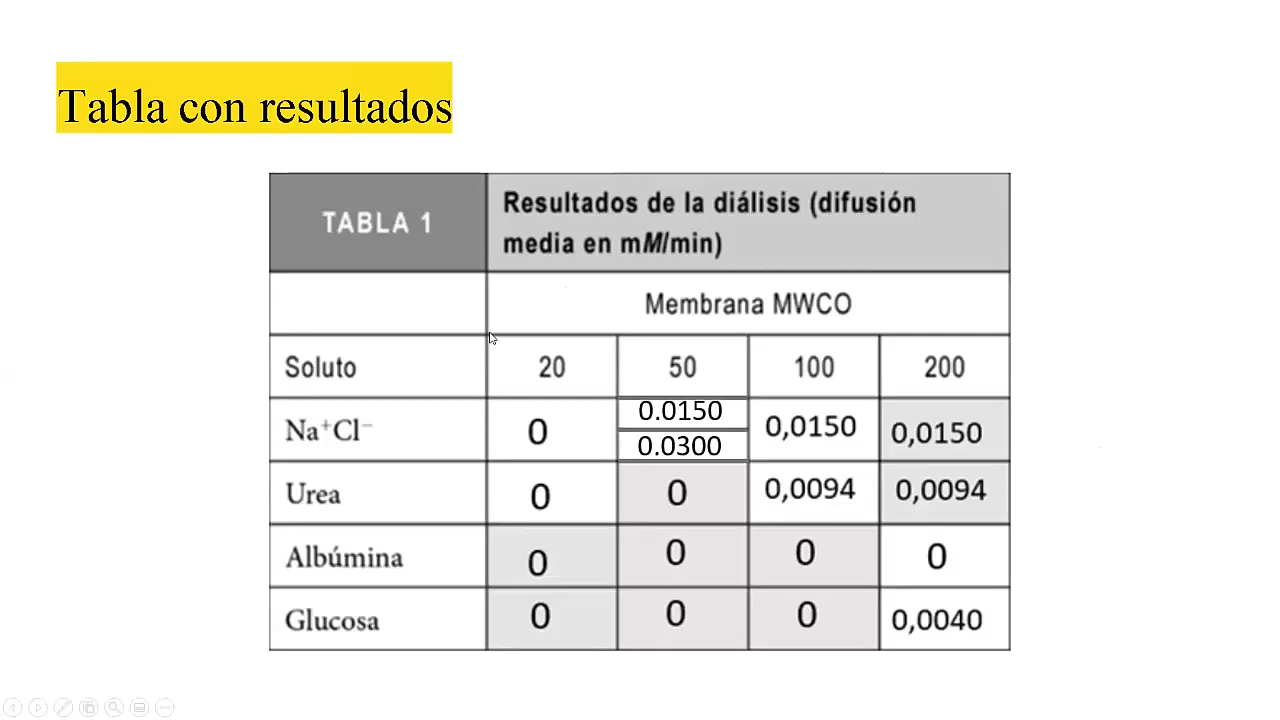 Tabla con resultados
TABLA 1
Resultados de la diálisis (difusión
media en mM/min)
Membrana MWCO
Soluto 20 50 100 200
Na⁺Cl⁻ 0 0.0150 0,0150 0,0150
0.0300
Urea 0 0 0,0094 0,0094
Albúmina 0 0 0 0
Glucosa 0 0 0 0,0040